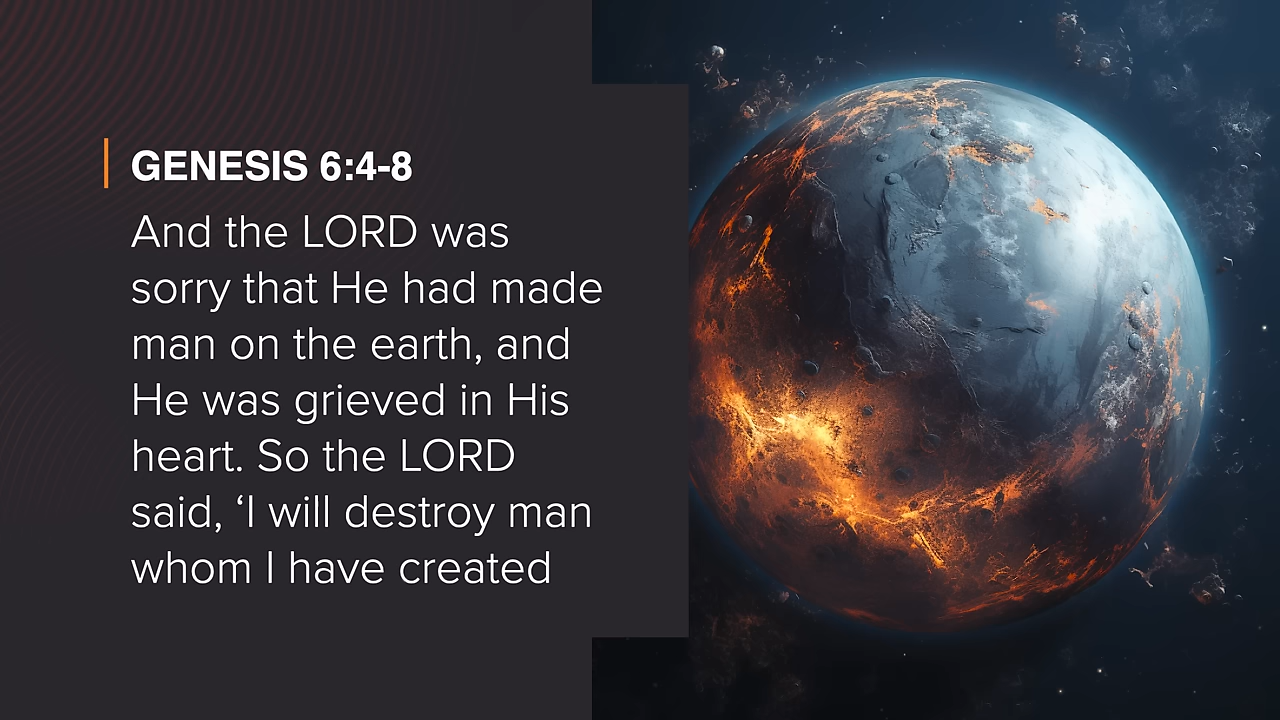 GENESIS 6:4-8
And the LORD was
sorry that He had made
man on the earth, and
He was grieved in His
heart. So the LORD
said, ‘I will destroy man
whom I have created